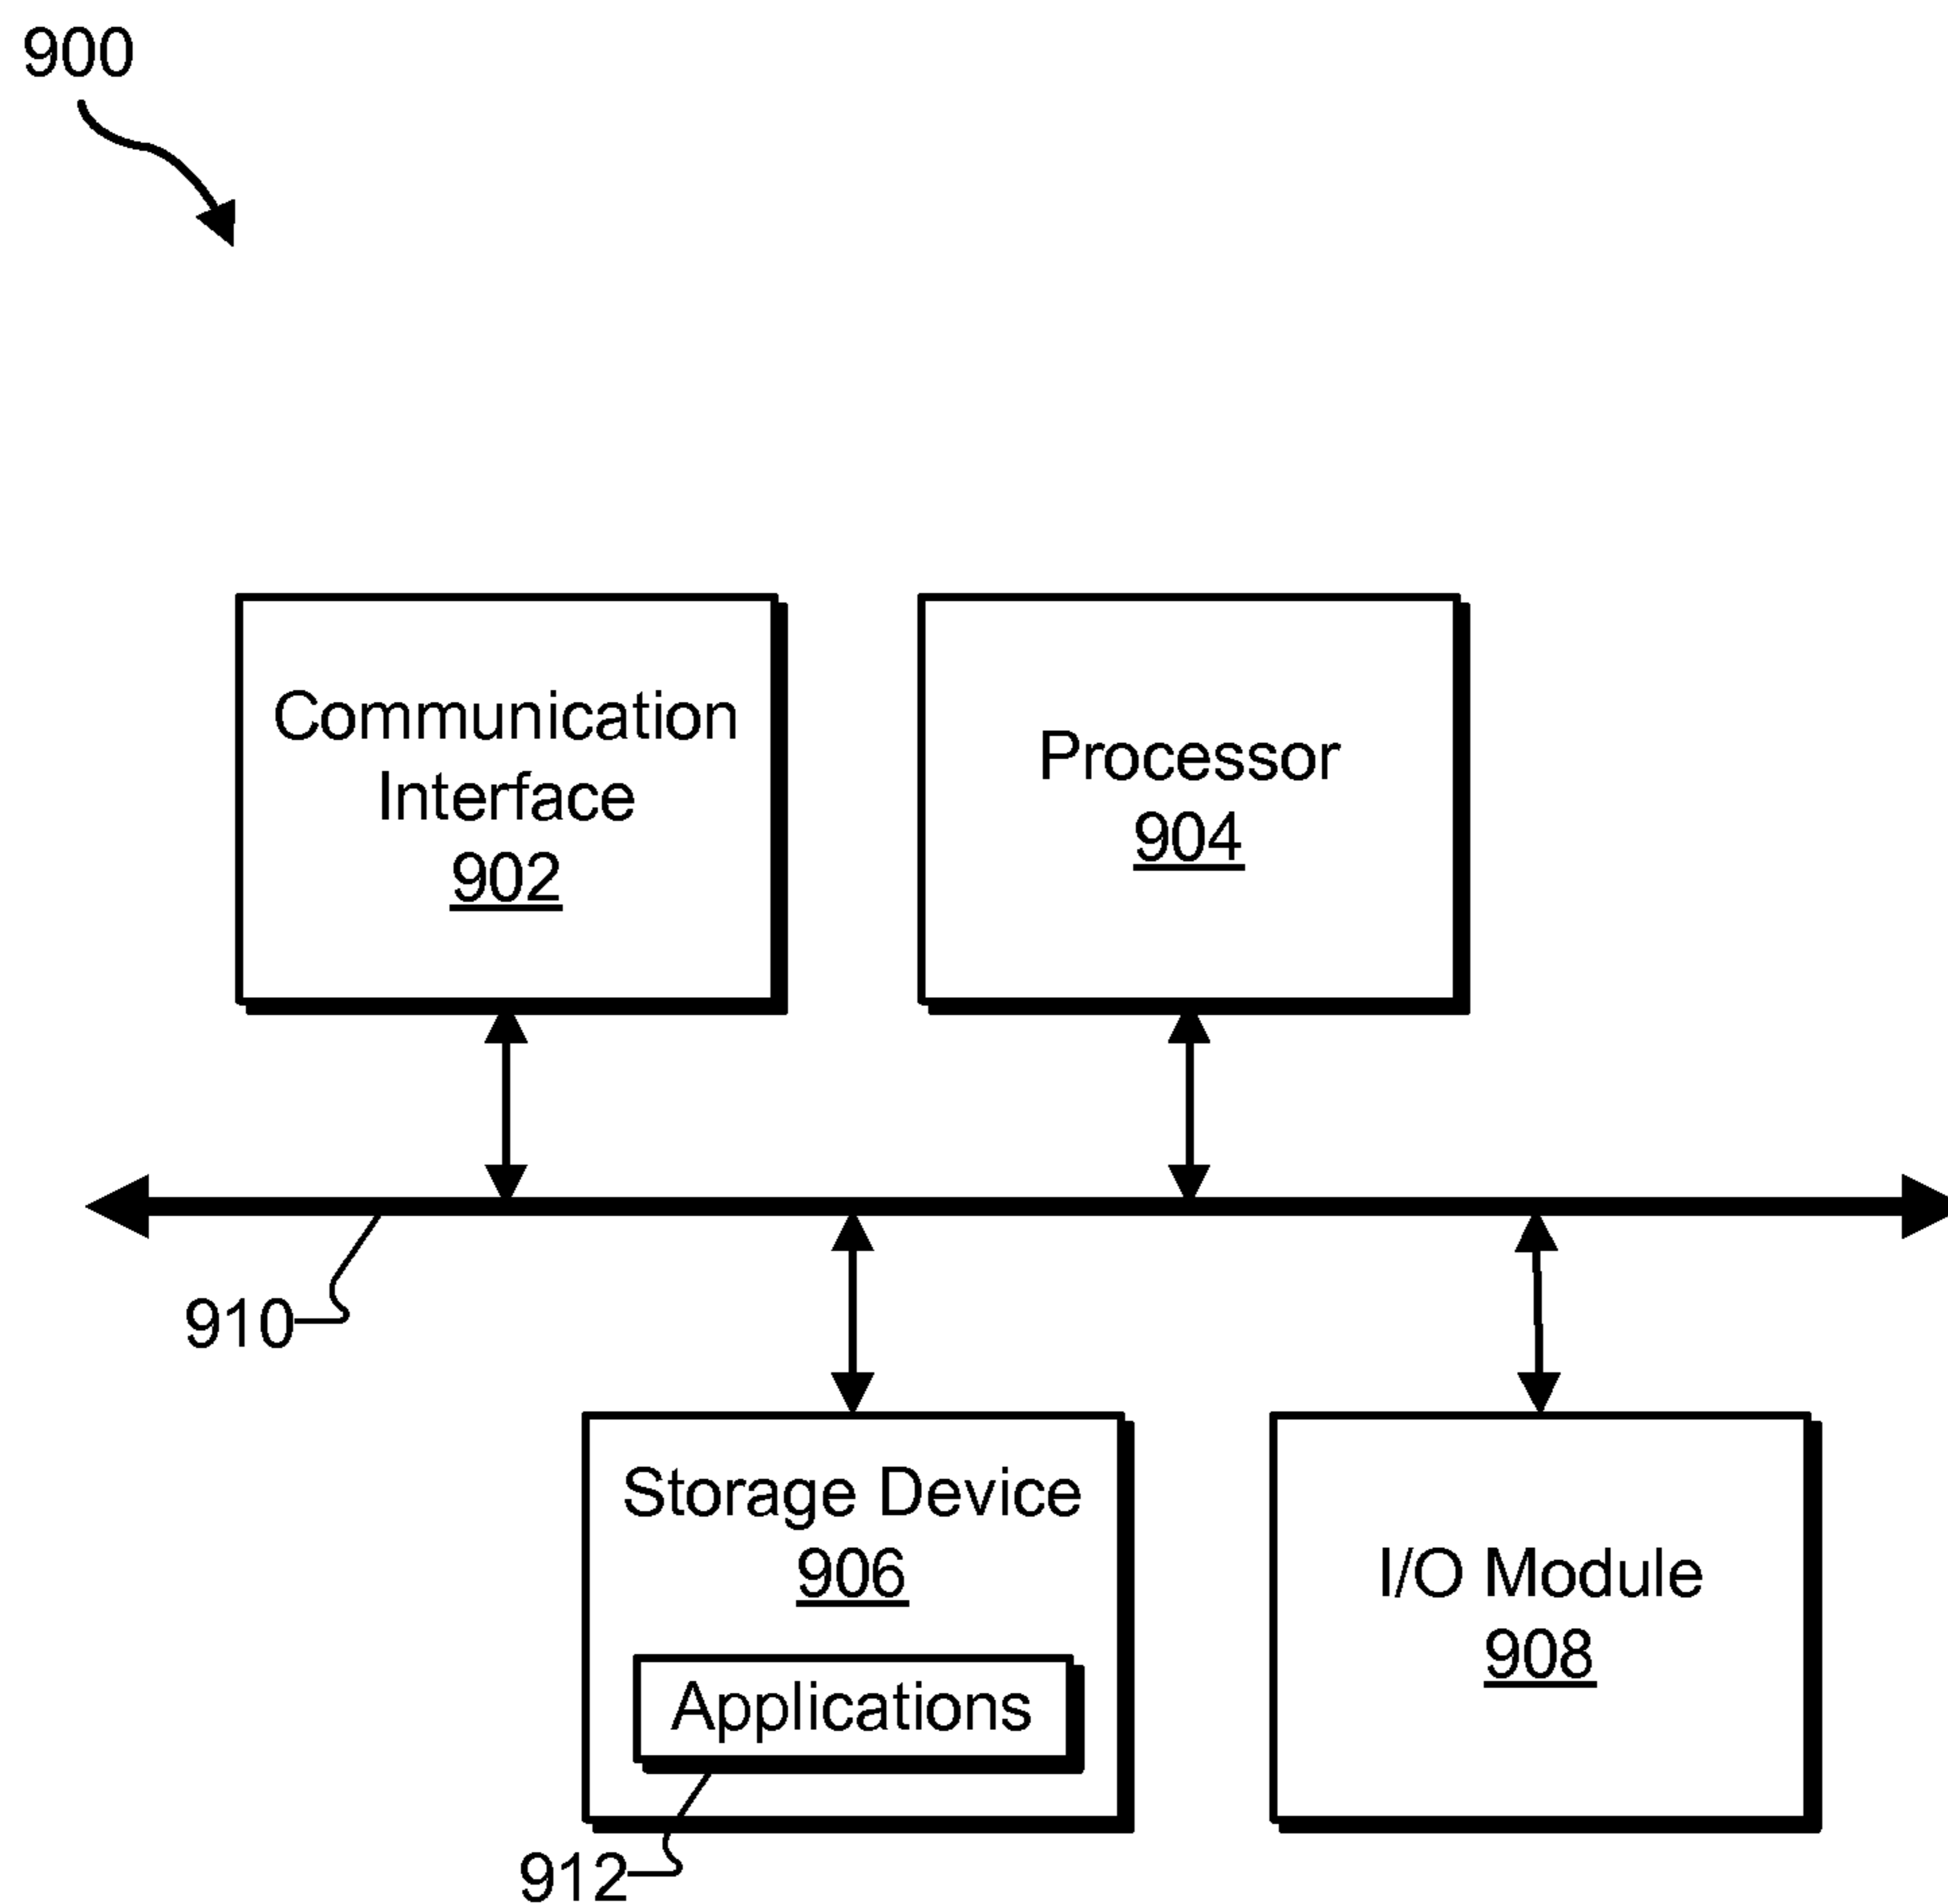 900
Communication
Interface
902
Processor
904
910
Storage Device
906
Applications
912
I/O Module
908